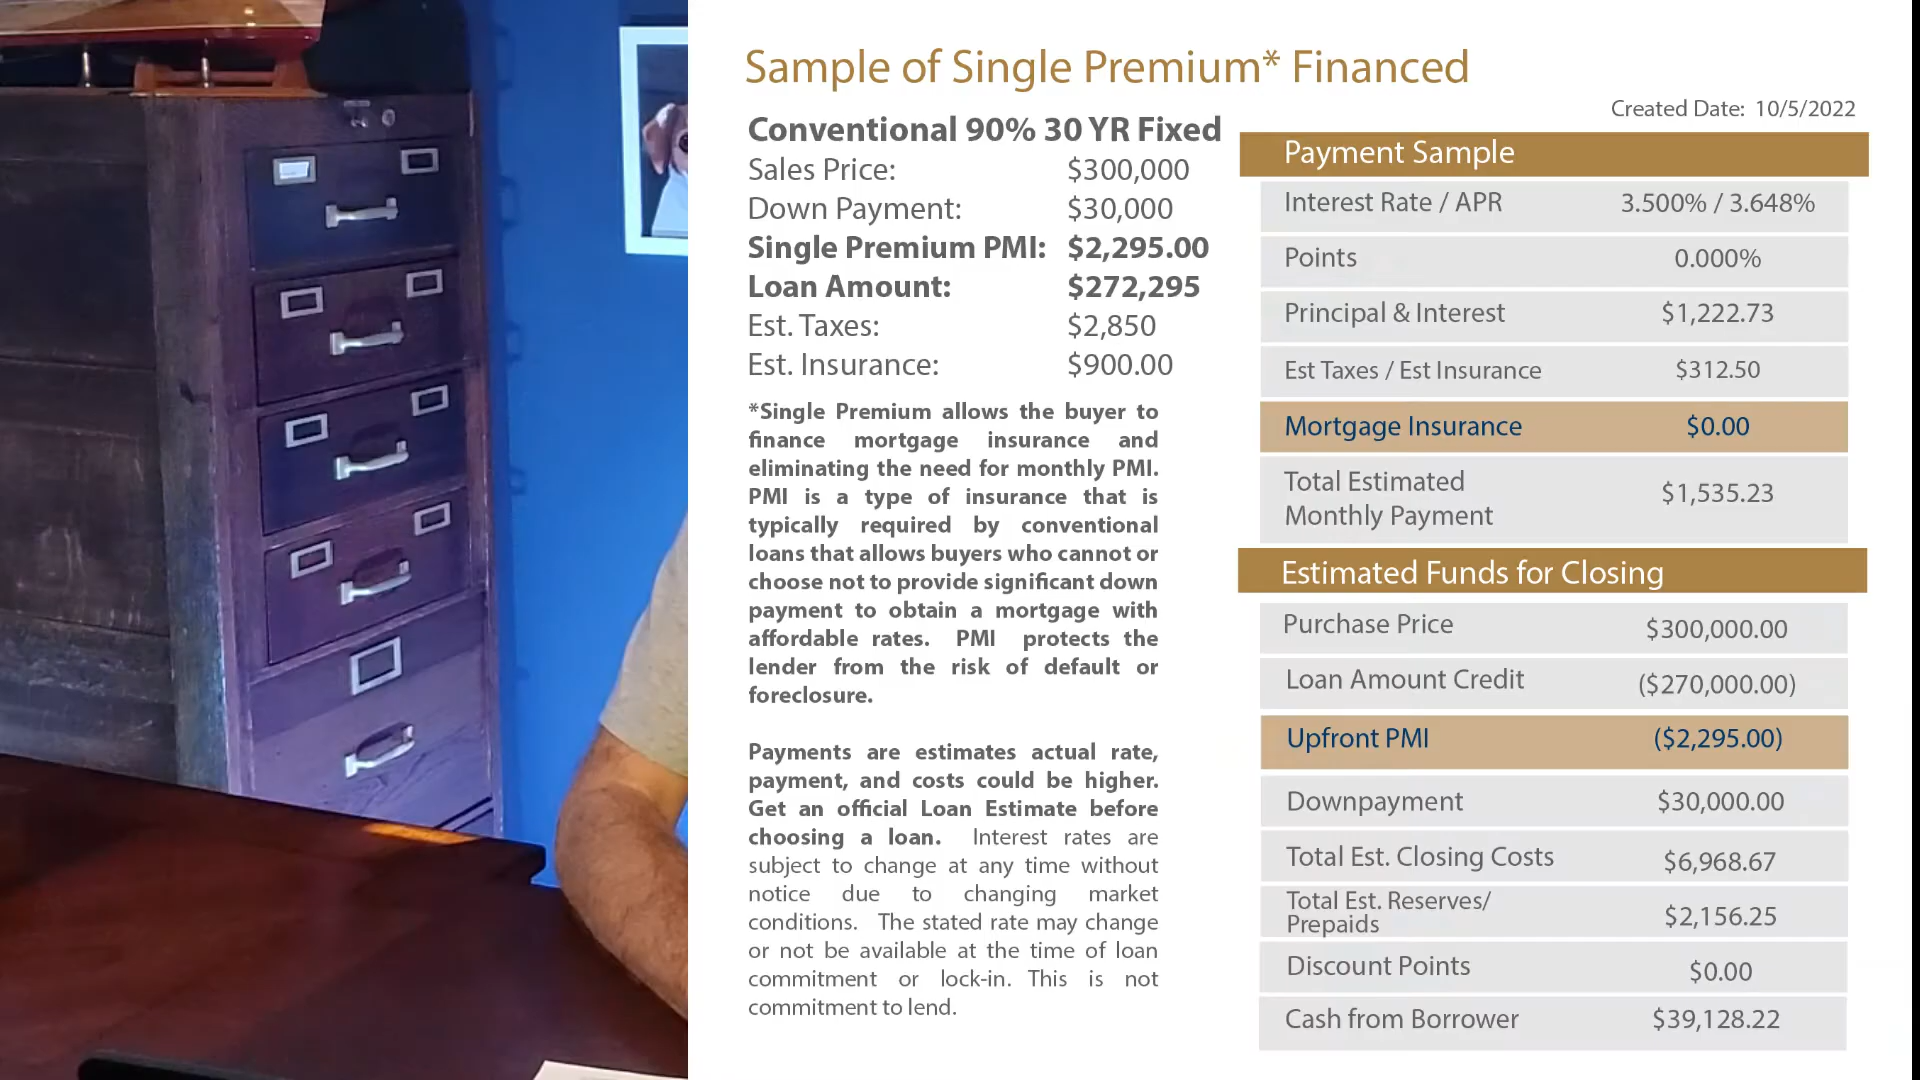 Sample of Single Premium* Financed
Created Date: 10/5/2022
Conventional 90% 30 YR Fixed
Sales Price: $300,000
Down Payment: $30,000
Single Premium PMI: $2,295.00
Loan Amount: $272,295
Est. Taxes: $2,850
Est. Insurance: $900.00
*Single Premium allows the buyer to
finance mortgage insurance and
eliminating the need for monthly PMI.
PMI is a type of insurance that is
typically required by conventional
loans that allows buyers who cannot or
choose not to provide significant down
payment to obtain a mortgage with
affordable rates. PMI protects the
lender from the risk of default or
foreclosure.
Payments are estimates actual rate,
payment, and costs could be higher.
Get an official Loan Estimate before
choosing a loan. Interest rates are
subject to change at any time without
notice due to changing market
conditions. The stated rate may change
or not be available at the time of loan
commitment or lock-in. This is not
commitment to lend.
Payment Sample
Interest Rate / APR 3.500% / 3.648%
Points 0.000%
Principal & Interest $1,222.73
Est Taxes / Est Insurance $312.50
Mortgage Insurance $0.00
Total Estimated
Monthly Payment $1,535.23
Estimated Funds for Closing
Purchase Price $300,000.00
Loan Amount Credit ($270,000.00)
Upfront PMI ($2,295.00)
Downpayment $30,000.00
Total Est. Closing Costs $6,968.67
Total Est. Reserves/
Prepaids $2,156.25
Discount Points $0.00
Cash from Borrower $39,128.22